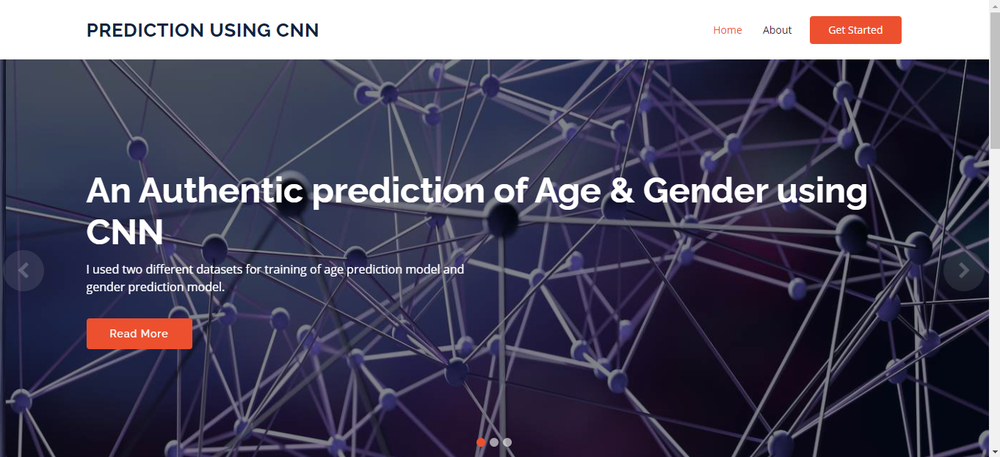 PREDICTION USING CNN
Home
About
Get Started
An Authentic prediction of Age & Gender using
CNN
I used two different datasets for training of age prediction model and
gender prediction model.
Read More